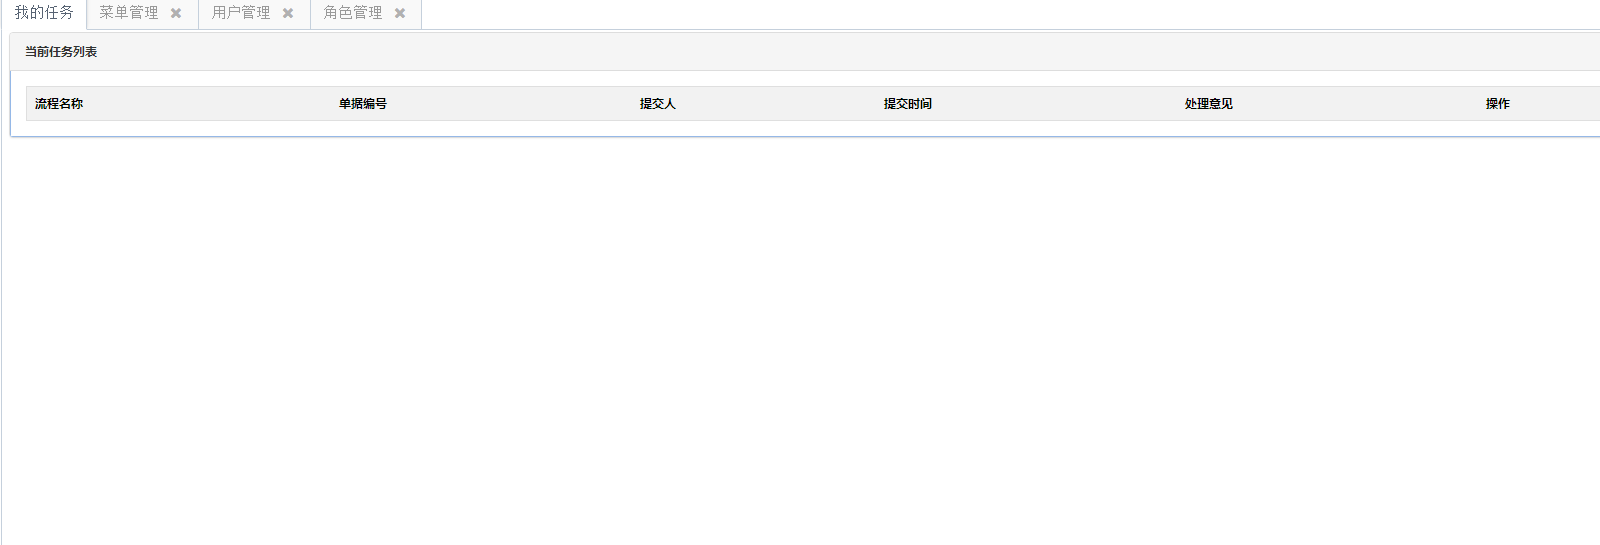 我的任务 菜单管理 用户管理 角色管理
当前任务列表
流程名称 单据编号 提交人 提交时间 处理意见 操作